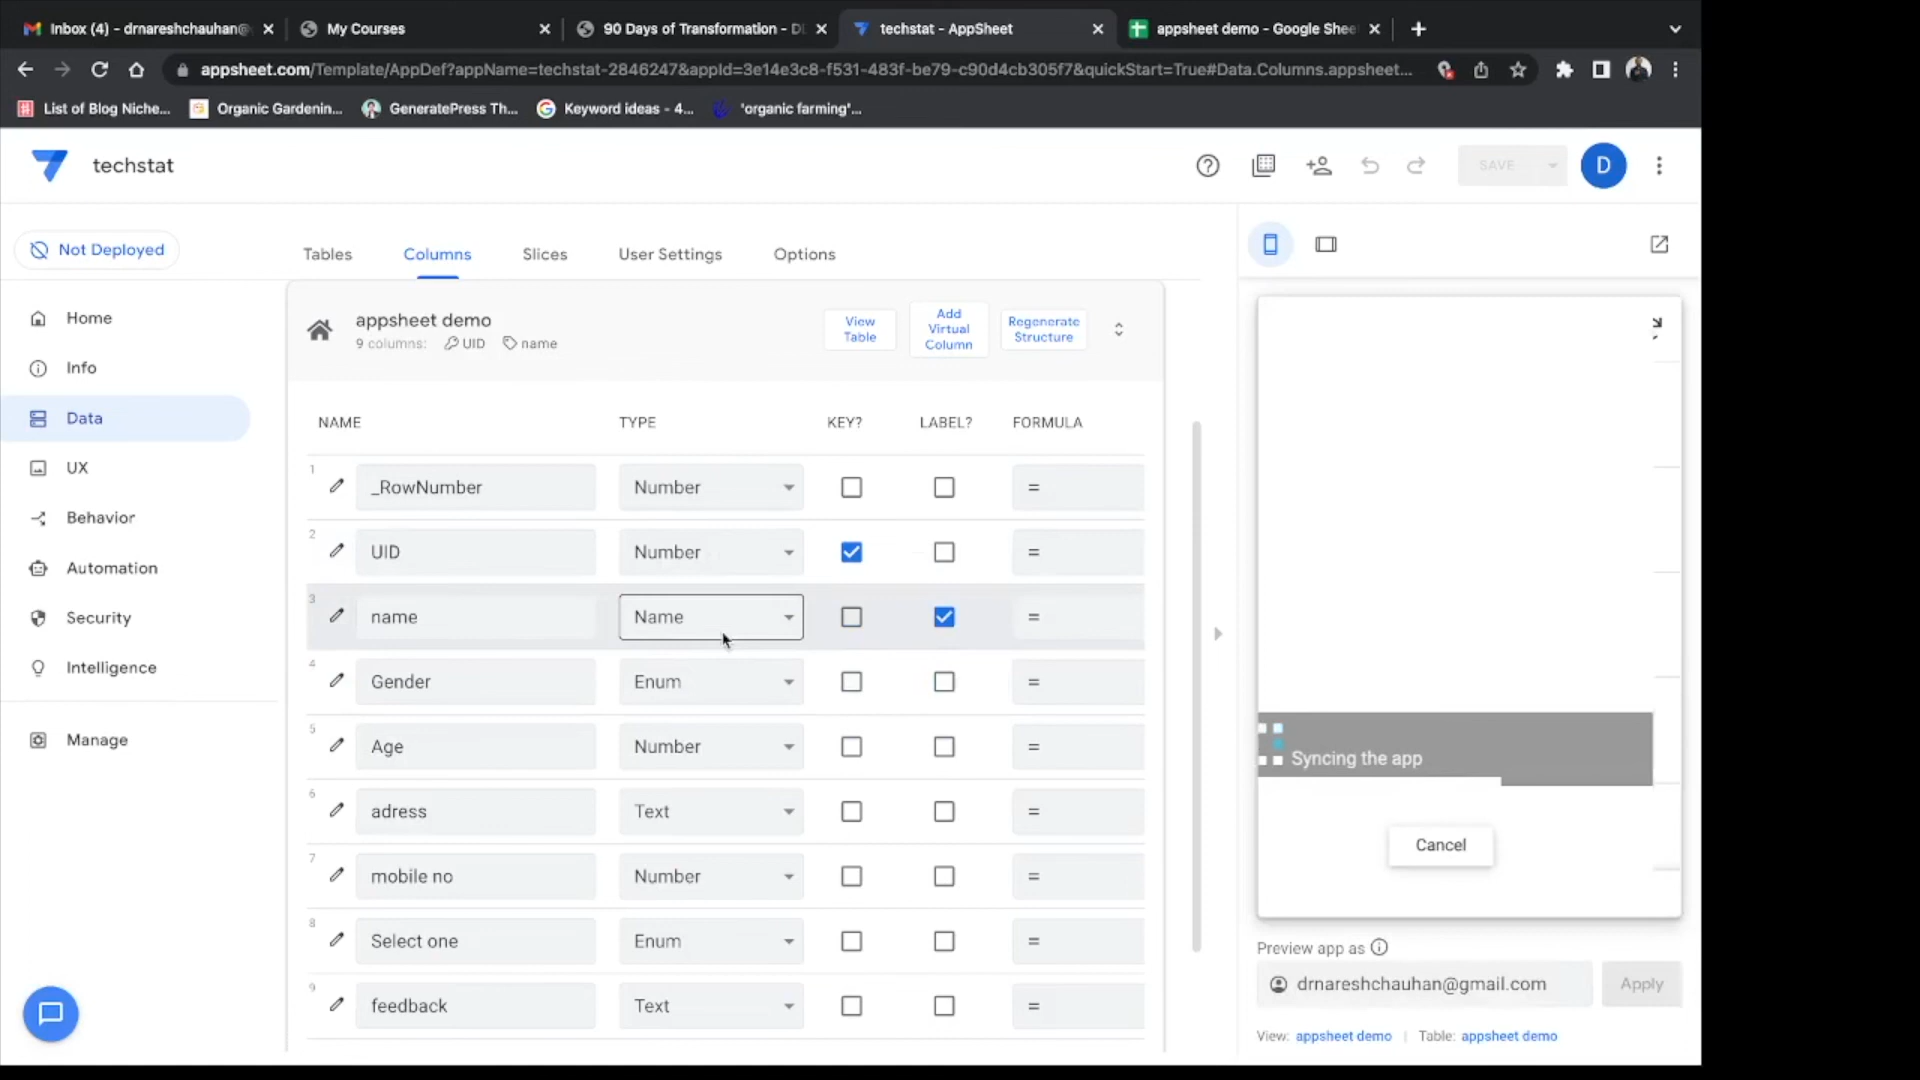 Inbox (4) - drnareshchauhan@
My Courses
90 Days of Transformation - D
techstat - AppSheet
appsheet demo - Google Shee
appsheet.com/Template/AppDef?appName=techstat-2846247&appId=3e14e3c8-f531-483f-be79-c90d4cb305f7&quickStart=True#Data.Columns.appsheet...
List of Blog Niche...
Organic Gardenin...
GeneratePress Th...
Keyword ideas - 4...
"organic farming"...
techstat
SAVE
D
Not Deployed
Tables
Columns
Slices
User Settings
Options
Home
Info
Data
UX
Behavior
Automation
Security
Intelligence
Manage
appsheet demo
9 columns: UID name
View Table
Add Virtual Column
Regenerate Structure
NAME TYPE KEY? LABEL? FORMULA
1 _RowNumber Number =
2 UID Number =
3 name Name =
4 Gender Enum =
5 Age Number =
6 adress Text =
7 mobile no Number =
8 Select one Enum =
9 feedback Text =
Syncing the app
Cancel
Preview app as
drnareshchauhan@gmail.com
Apply
View: appsheet demo | Table: appsheet demo